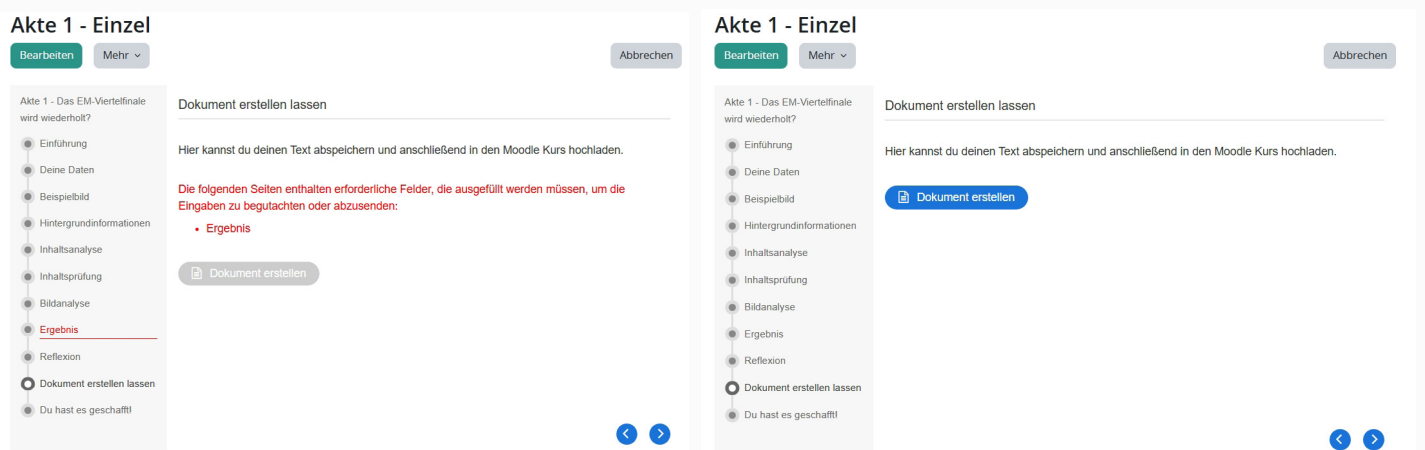 Akte 1 - Einzel
Bearbeiten
Mehr
Abbrechen
Akte 1 - Das EM-Viertelfinale
wird wiederholt?
Einführung
Deine Daten
Beispielbild
Hintergrundinformationen
Inhaltsanalyse
Inhaltsprüfung
Bildanalyse
Ergebnis
Reflexion
Dokument erstellen lassen
Du hast es geschafft!
Dokument erstellen lassen
Hier kannst du deinen Text abspeichern und anschließend in den Moodle Kurs hochladen.
Die folgenden Seiten enthalten erforderliche Felder, die ausgefüllt werden müssen, um die
Eingaben zu begutachten oder abzusenden:
• Ergebnis
Dokument erstellen
Akte 1 - Einzel
Bearbeiten
Mehr
Abbrechen
Akte 1 - Das EM-Viertelfinale
wird wiederholt?
Einführung
Deine Daten
Beispielbild
Hintergrundinformationen
Inhaltsanalyse
Inhaltsprüfung
Bildanalyse
Ergebnis
Reflexion
Dokument erstellen lassen
Du hast es geschafft!
Dokument erstellen lassen
Hier kannst du deinen Text abspeichern und anschließend in den Moodle Kurs hochladen.
Dokument erstellen